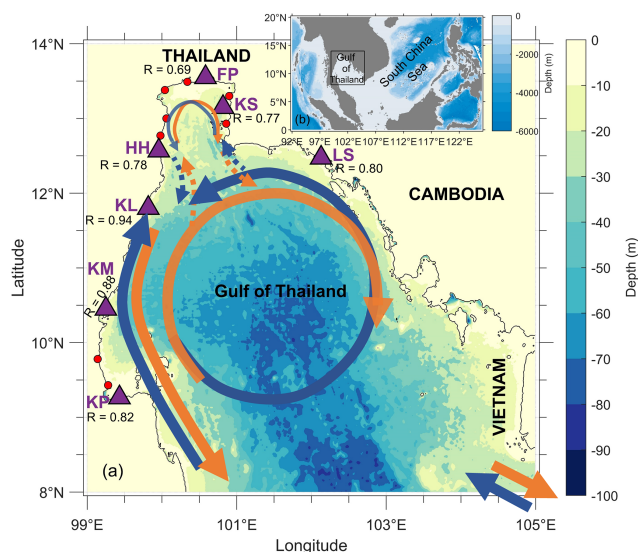 14°N
12°N
10°N
8°N
Latitude
99°E
101°E
103°E
105°E
Longitude
THAILAND
R = 0.69
FP
KS
R = 0.77
HH
R = 0.78
LS
R = 0.80
KL
R = 0.94
CAMBODIA
KM
R = 0.88
Gulf of Thailand
KP
R = 0.82
VIETNAM
(a)
20°N
15°N
10°N
5°N
0°N
92°E
97°E
102°E
107°E
112°E
117°E
122°E
Gulf
of
Thailand
South China
Sea
(b)
0
-2000
-4000
-6000
Depth (m)
0
-10
-20
-30
-40
-50
-60
-70
-80
-90
-100
Depth (m)